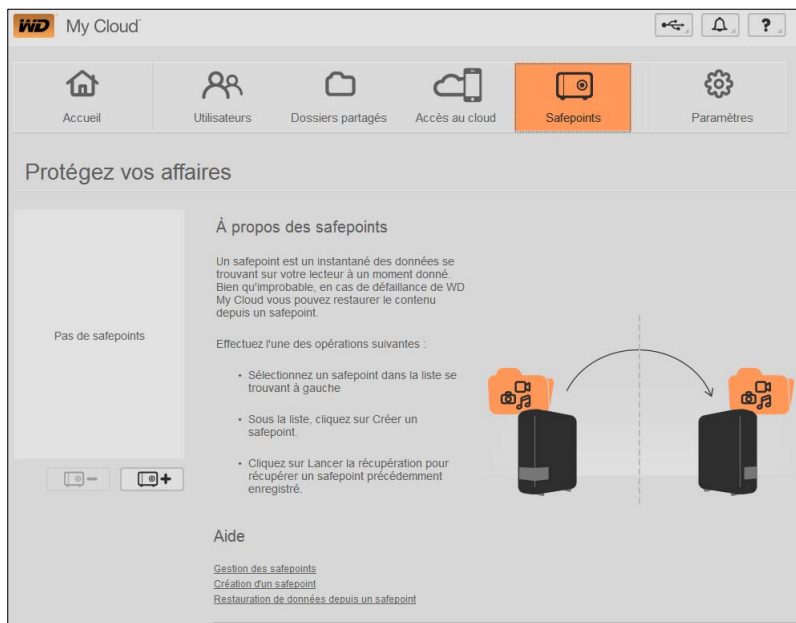 WD My Cloud
?
Accueil
Utilisateurs
Dossiers partagés
Accès au cloud
Safepoints
Paramètres
Protégez vos affaires
Pas de safepoints
À propos des safepoints
Un safepoint est un instantané des données se
trouvant sur votre lecteur à un moment donné.
Bien qu'improbable, en cas de défaillance de WD
My Cloud vous pouvez restaurer le contenu
depuis un safepoint.
Effectuez l'une des opérations suivantes :
• Sélectionnez un safepoint dans la liste se
trouvant à gauche
• Sous la liste, cliquez sur Créer un
safepoint.
• Cliquez sur Lancer la récupération pour
récupérer un safepoint précédemment
enregistré.
Aide
Gestion des safepoints
Création d'un safepoint
Restauration de données depuis un safepoint